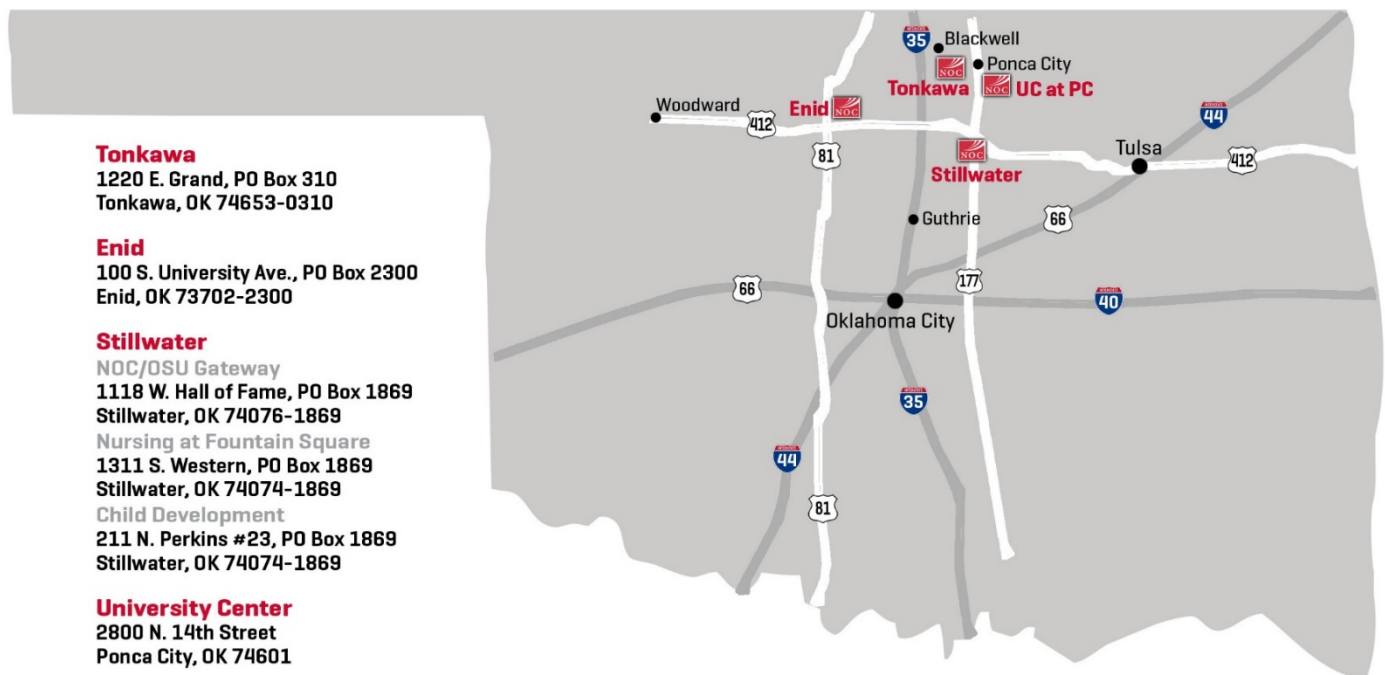 Tonkawa
1220 E. Grand, PO Box 310
Tonkawa, OK 74653-0310
Enid
100 S. University Ave., PO Box 2300
Enid, OK 73702-2300
Stillwater
NOC/OSU Gateway
1118 W. Hall of Fame, PO Box 1869
Stillwater, OK 74076-1869
Nursing at Fountain Square
1311 S. Western, PO Box 1869
Stillwater, OK 74074-1869
Child Development
211 N. Perkins #23, PO Box 1869
Stillwater, OK 74074-1869
University Center
2800 N. 14th Street
Ponca City, OK 74601
35
Blackwell
Ponca City
NOC
Tonkawa
NOC
UC at PC
Woodward
Enid
NOC
412
44
81
NOC
Stillwater
Tulsa
412
Guthrie
66
66
177
40
Oklahoma City
35
44
81